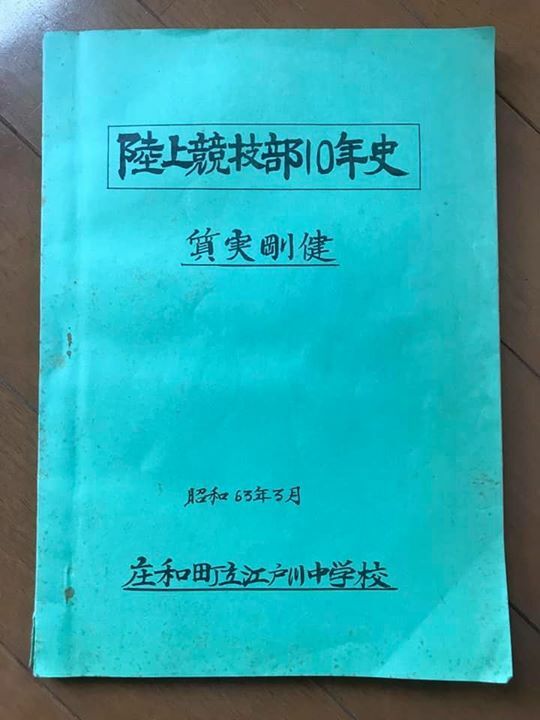 陸上競技部10年史
質実剛健
昭和63年3月
庄和町立江戸川中学校